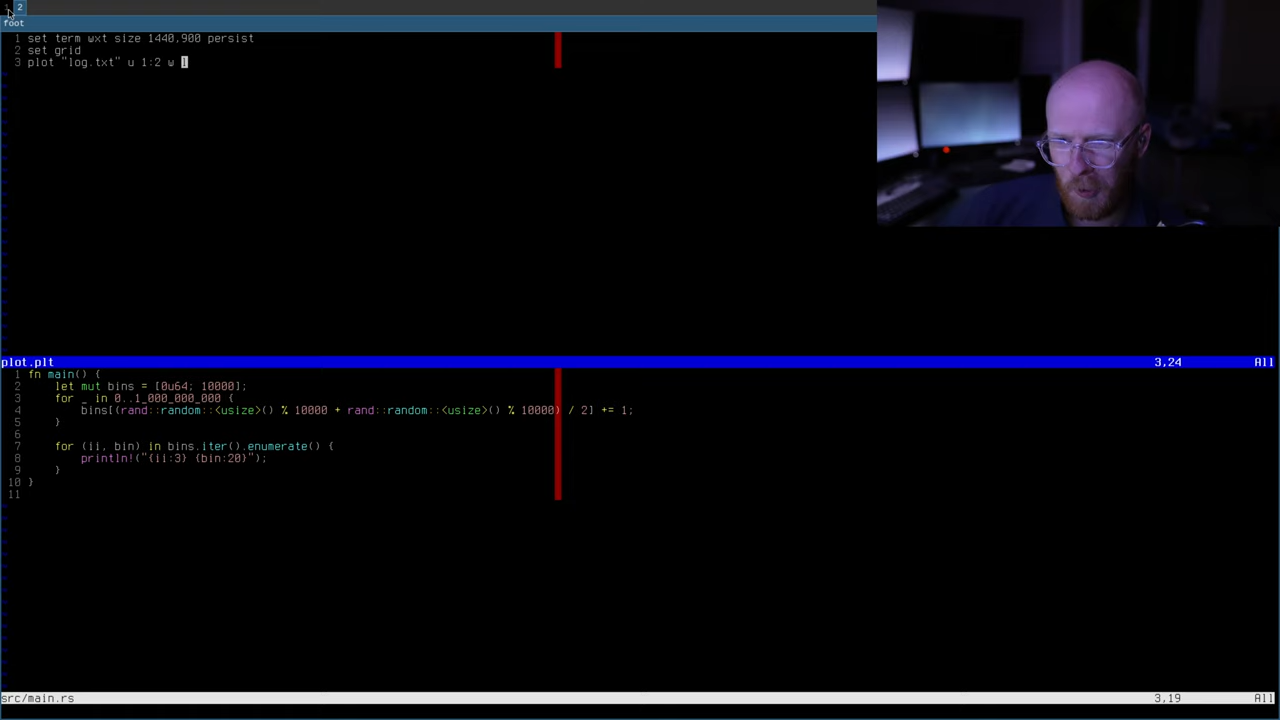 1 2
foot
1 set term wxt size 1440,900 persist
2 set grid
3 plot "log.txt" u 1:2 w l
plot.plt 3,24 All
1 fn main() {
2 let mut bins = [0u64; 10000];
3 for _ in 0..1_000_000_000 {
4 bins[(rand::random::<usize>() % 10000 + rand::random::<usize>() % 10000) / 2] += 1;
5 }
6
7 for (ii, bin) in bins.iter().enumerate() {
8 println!("{ii:3} {bin:20}");
9 }
10 }
11
src/main.rs 3,19 All